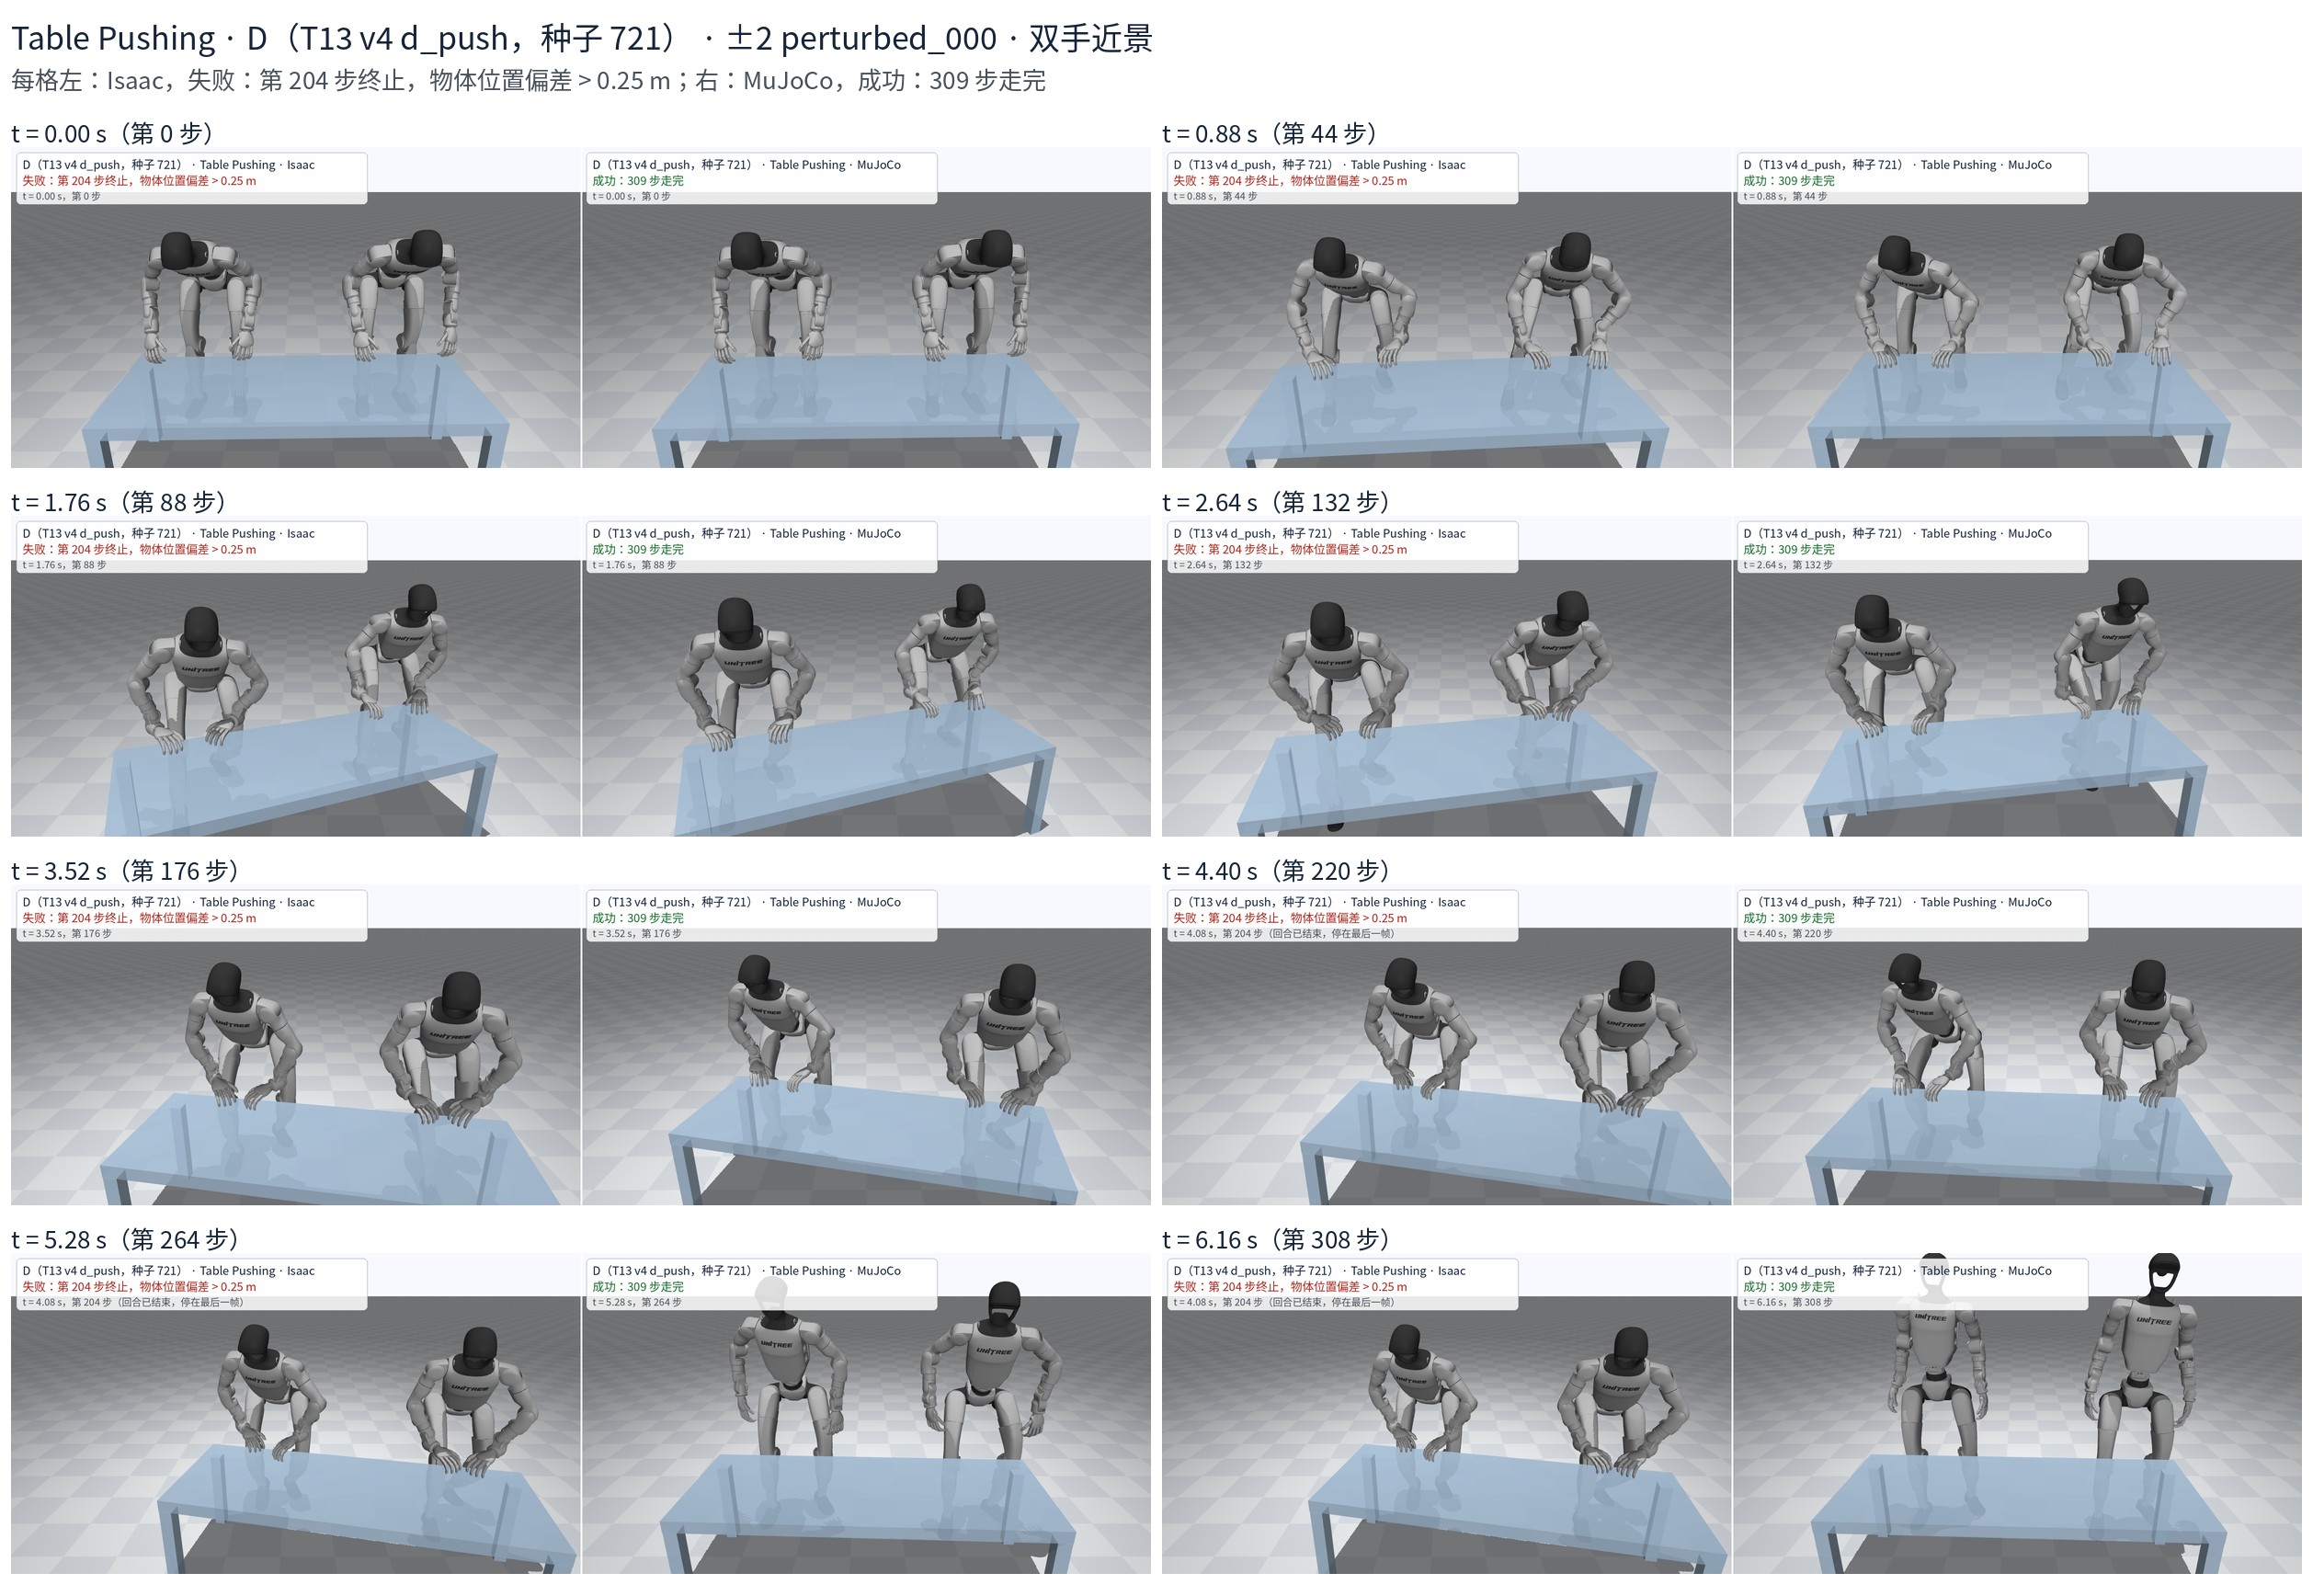 Table Pushing · D（T13 v4 d_push，种子 721） · ±2 perturbed_000 · 双手近景
每格左：Isaac，失败：第 204 步终止，物体位置偏差 > 0.25 m；右：MuJoCo，成功：309 步走完
t = 0.00 s（第 0 步）
D（T13 v4 d_push，种子 721） · Table Pushing · Isaac
失败：第 204 步终止，物体位置偏差 > 0.25 m
t = 0.00 s，第 0 步
D（T13 v4 d_push，种子 721） · Table Pushing · MuJoCo
成功：309 步走完
t = 0.00 s，第 0 步
t = 0.88 s（第 44 步）
D（T13 v4 d_push，种子 721） · Table Pushing · Isaac
失败：第 204 步终止，物体位置偏差 > 0.25 m
t = 0.88 s，第 44 步
D（T13 v4 d_push，种子 721） · Table Pushing · MuJoCo
成功：309 步走完
t = 0.88 s，第 44 步
t = 1.76 s（第 88 步）
D（T13 v4 d_push，种子 721） · Table Pushing · Isaac
失败：第 204 步终止，物体位置偏差 > 0.25 m
t = 1.76 s，第 88 步
UNITREE
UNITREE
D（T13 v4 d_push，种子 721） · Table Pushing · MuJoCo
成功：309 步走完
t = 1.76 s，第 88 步
UNITREE
UNITREE
t = 2.64 s（第 132 步）
D（T13 v4 d_push，种子 721） · Table Pushing · Isaac
失败：第 204 步终止，物体位置偏差 > 0.25 m
t = 2.64 s，第 132 步
UNITREE
UNITREE
D（T13 v4 d_push，种子 721） · Table Pushing · MuJoCo
成功：309 步走完
t = 2.64 s，第 132 步
UNITREE
UNITREE
t = 3.52 s（第 176 步）
D（T13 v4 d_push，种子 721） · Table Pushing · Isaac
失败：第 204 步终止，物体位置偏差 > 0.25 m
t = 3.52 s，第 176 步
UNITREE
UNITREE
D（T13 v4 d_push，种子 721） · Table Pushing · MuJoCo
成功：309 步走完
t = 3.52 s，第 176 步
UNITREE
UNITREE
t = 4.40 s（第 220 步）
D（T13 v4 d_push，种子 721） · Table Pushing · Isaac
失败：第 204 步终止，物体位置偏差 > 0.25 m
t = 4.08 s，第 204 步（回合已结束，停在最后一帧）
UNITREE
UNITREE
D（T13 v4 d_push，种子 721） · Table Pushing · MuJoCo
成功：309 步走完
t = 4.40 s，第 220 步
UNITREE
UNITREE
t = 5.28 s（第 264 步）
D（T13 v4 d_push，种子 721） · Table Pushing · Isaac
失败：第 204 步终止，物体位置偏差 > 0.25 m
t = 4.08 s，第 204 步（回合已结束，停在最后一帧）
UNITREE
UNITREE
D（T13 v4 d_push，种子 721） · Table Pushing · MuJoCo
成功：309 步走完
t = 5.28 s，第 264 步
UNITREE
UNITREE
t = 6.16 s（第 308 步）
D（T13 v4 d_push，种子 721） · Table Pushing · Isaac
失败：第 204 步终止，物体位置偏差 > 0.25 m
t = 4.08 s，第 204 步（回合已结束，停在最后一帧）
UNITREE
UNITREE
D（T13 v4 d_push，种子 721） · Table Pushing · MuJoCo
成功：309 步走完
t = 6.16 s，第 308 步
UNITREE
UNITREE